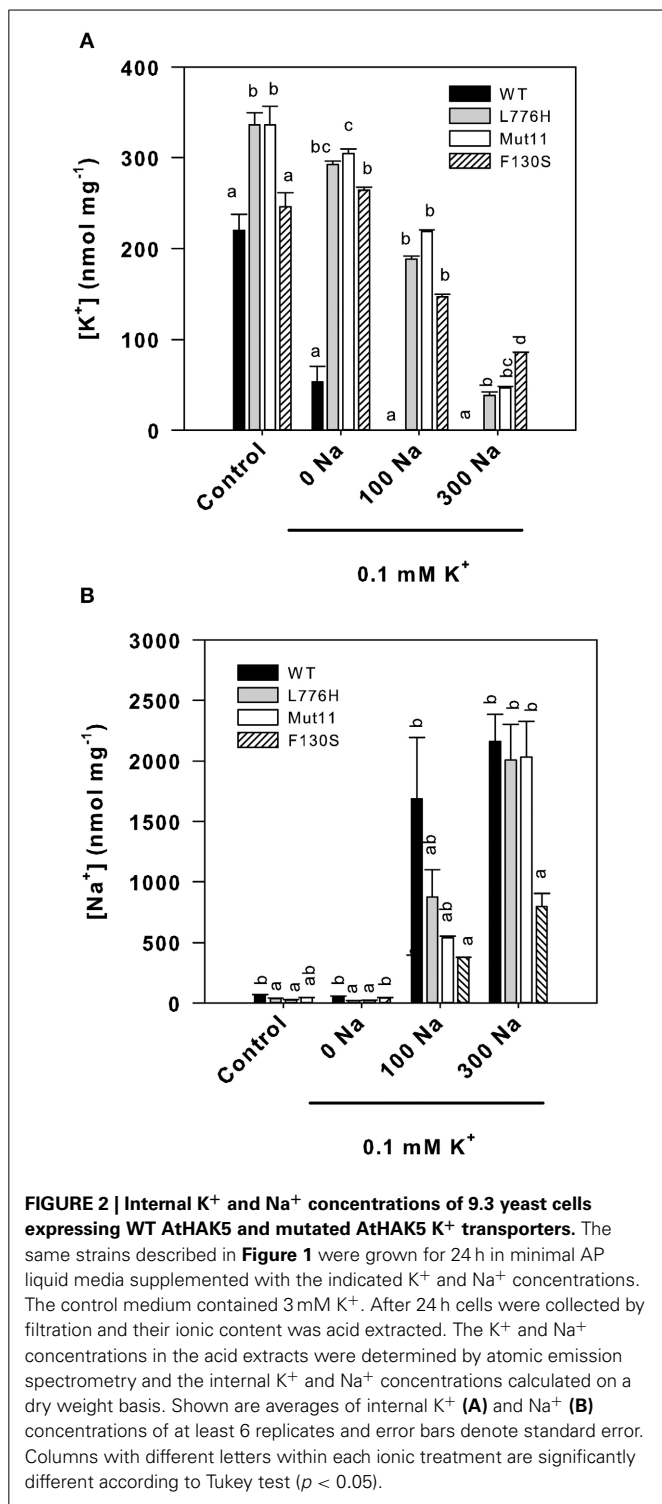 A
400
300
200
100
0
[K+] (nmol mg-1)
WT
L776H
Mut11
F130S
a b b a
a bc c b
a b b b
a b bc d
Control
0 Na
100 Na
300 Na
0.1 mM K+
B
3000
2500
2000
1500
1000
500
0
[Na+] (nmol mg-1)
WT
L776H
Mut11
F130S
b a a ab
b a a b
b ab ab a
b b b a
Control
0 Na
100 Na
300 Na
0.1 mM K+
FIGURE 2 | Internal K+ and Na+ concentrations of 9.3 yeast cells
expressing WT AtHAK5 and mutated AtHAK5 K+ transporters. The
same strains described in Figure 1 were grown for 24 h in minimal AP
liquid media supplemented with the indicated K+ and Na+ concentrations.
The control medium contained 3 mM K+. After 24 h cells were collected by
filtration and their ionic content was acid extracted. The K+ and Na+
concentrations in the acid extracts were determined by atomic emission
spectrometry and the internal K+ and Na+ concentrations calculated on a
dry weight basis. Shown are averages of internal K+ (A) and Na+ (B)
concentrations of at least 6 replicates and error bars denote standard error.
Columns with different letters within each ionic treatment are significantly
different according to Tukey test (p < 0.05).